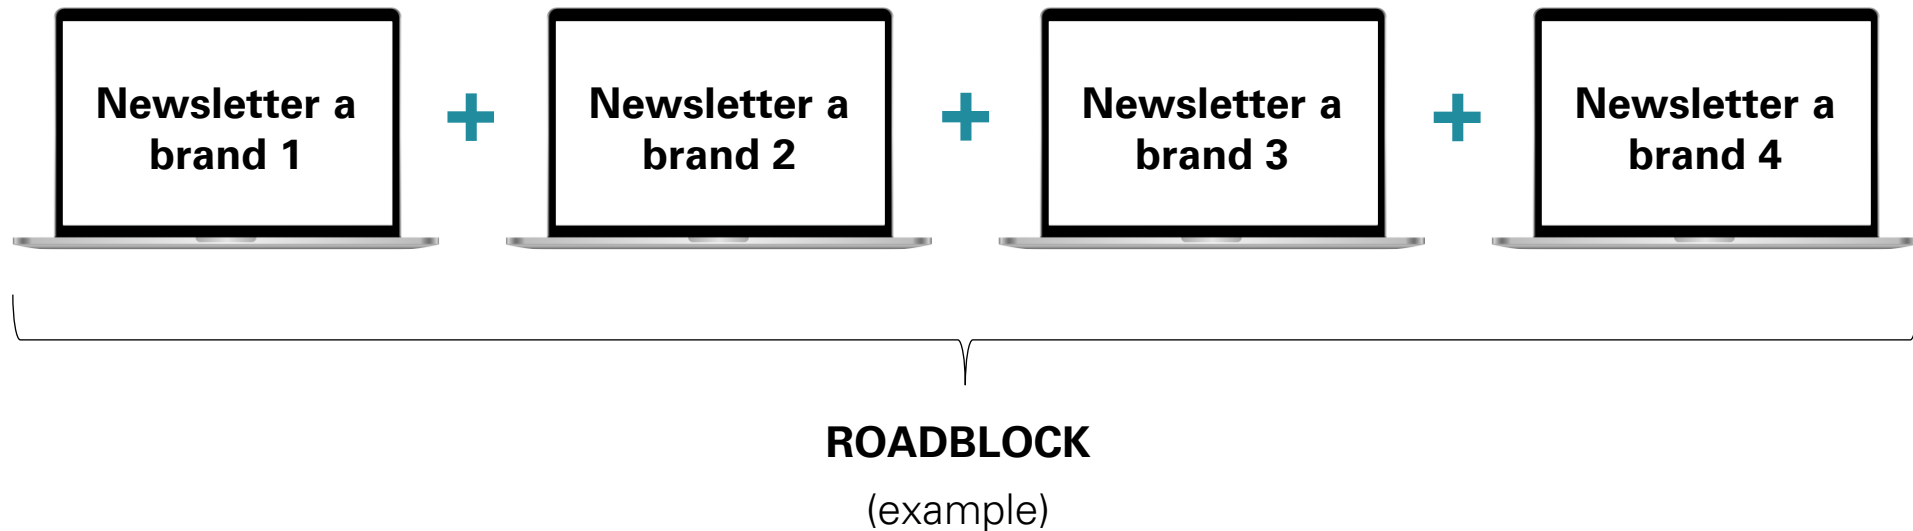 Newsletter a
brand 1
+
Newsletter a
brand 2
+
Newsletter a
brand 3
+
Newsletter a
brand 4
ROADBLOCK
(example)